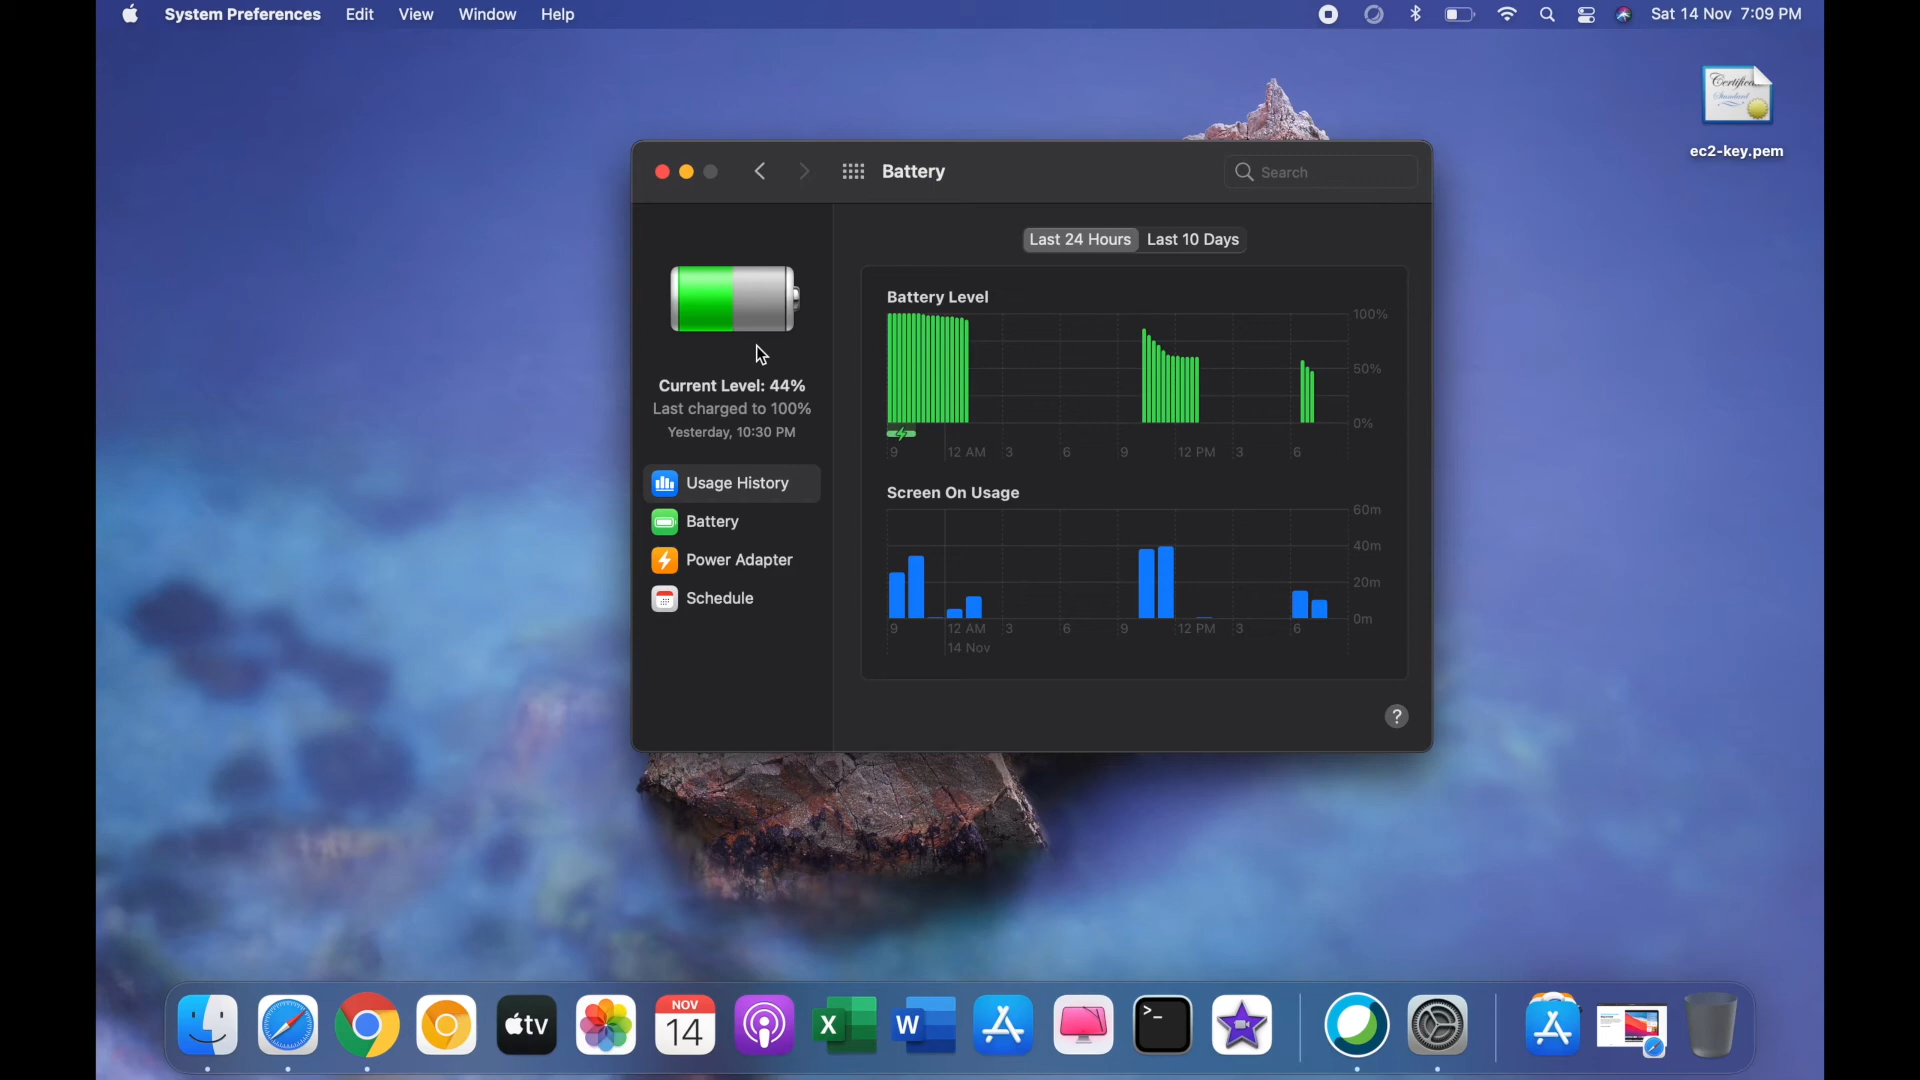 System Preferences Edit View Window Help Sat 14 Nov 7:09 PM
ec2-key.pem
Battery
Search
Last 24 Hours Last 10 Days
Current Level: 44%
Last charged to 100%
Yesterday, 10:30 PM
Usage History
Battery
Power Adapter
Schedule
Battery Level
100%
50%
0%
9 12 AM 3 6 9 12 PM 3 6
Screen On Usage
60m
40m
20m
0m
9 12 AM 3 6 9 12 PM 3 6
14 Nov
?
tv
NOV
14
X
W
>_